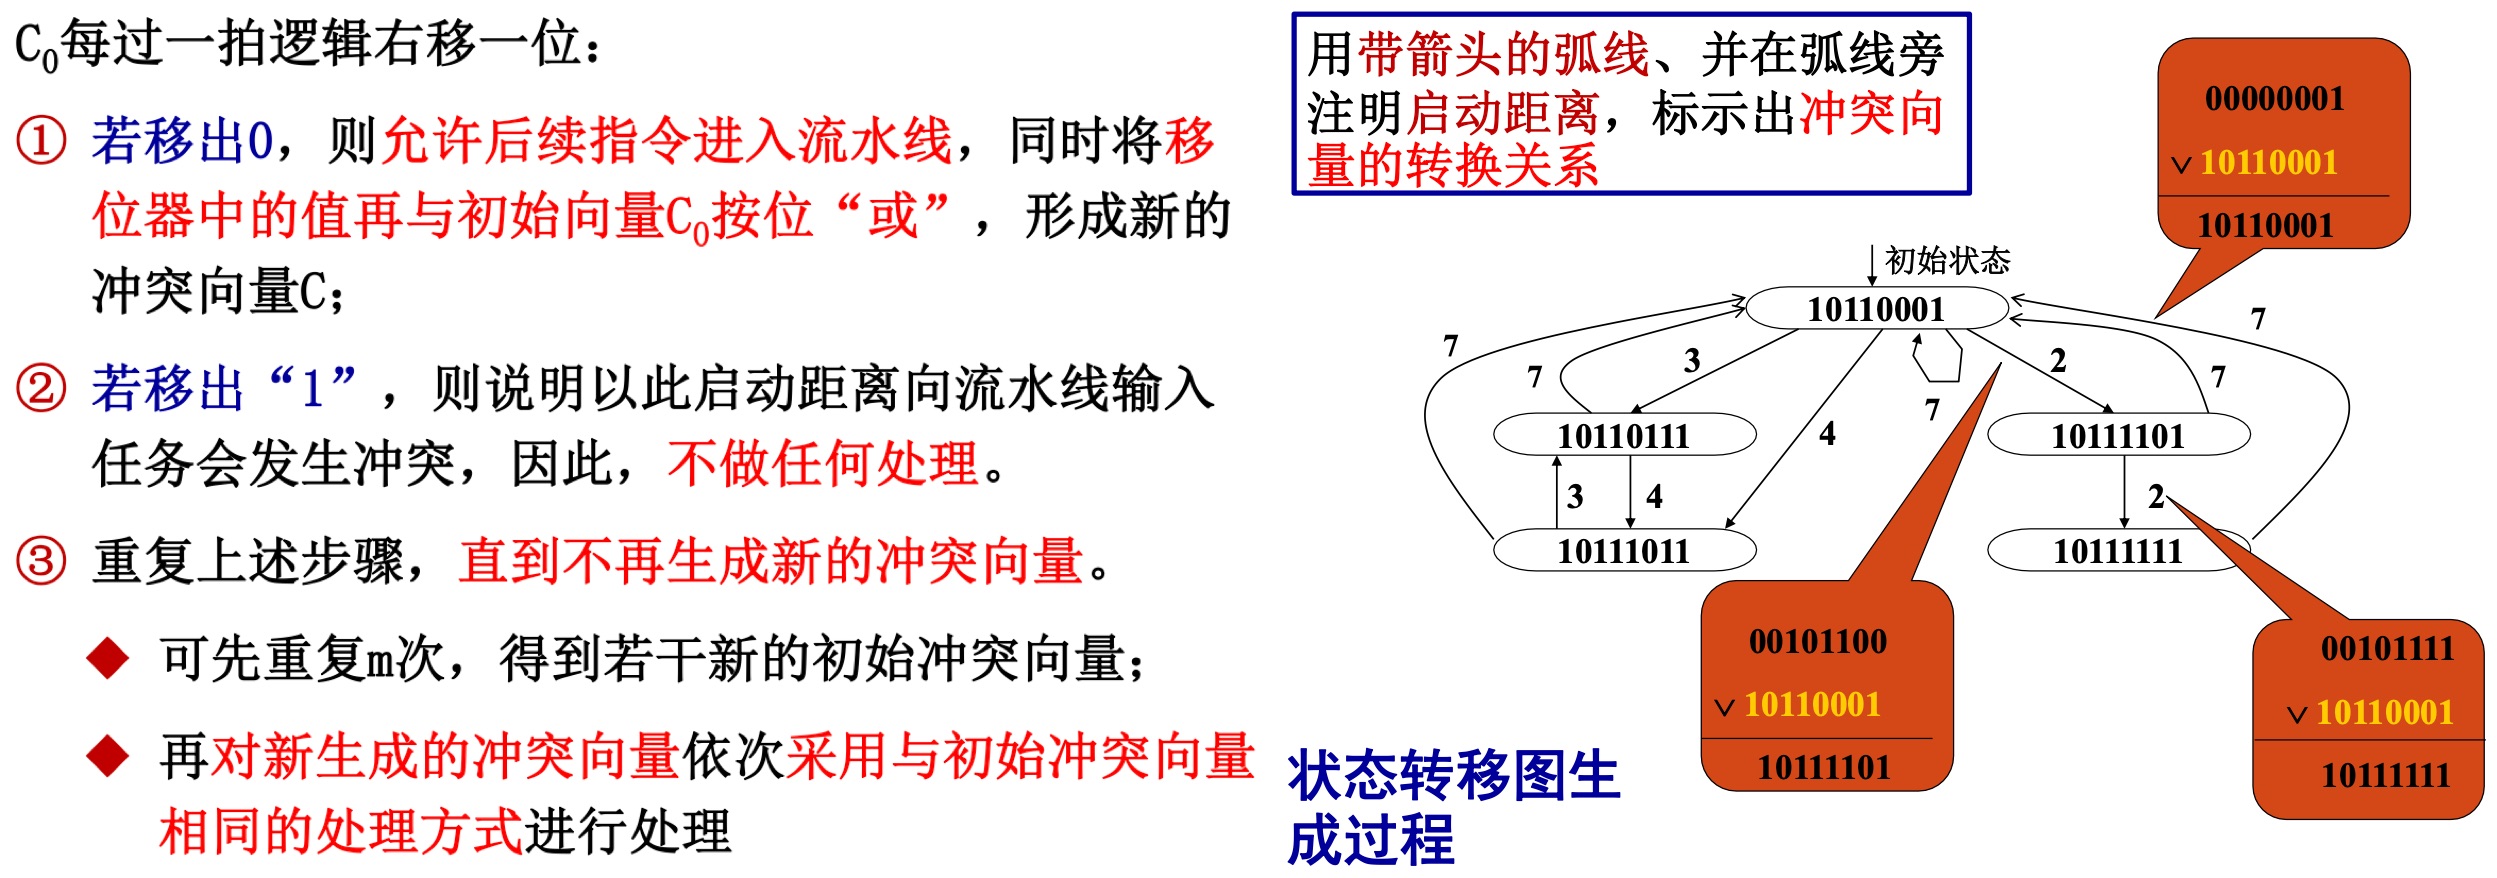 C0每过一拍逻辑右移一位：
① 若移出0，则允许后续指令进入流水线，同时将移
位器中的值再与初始向量C0按位“或”，形成新的
冲突向量C；
② 若移出“1”，则说明以此启动距离向流水线输入
任务会发生冲突，因此，不做任何处理。
③ 重复上述步骤，直到不再生成新的冲突向量。
◆ 可先重复m次，得到若干新的初始冲突向量；
◆ 再对新生成的冲突向量依次采用与初始冲突向量
相同的处理方式进行处理
用带箭头的弧线、并在弧线旁
注明启动距离，标示出冲突向
量的转换关系
00000001
∨ 10110001
10110001
初始状态
10110001
7
7
3
4
7
2
7
7
10110111
10111101
3
4
2
10111011
10111111
00101100
∨ 10110001
10111101
00101111
∨ 10110001
10111111
状态转移图生
成过程